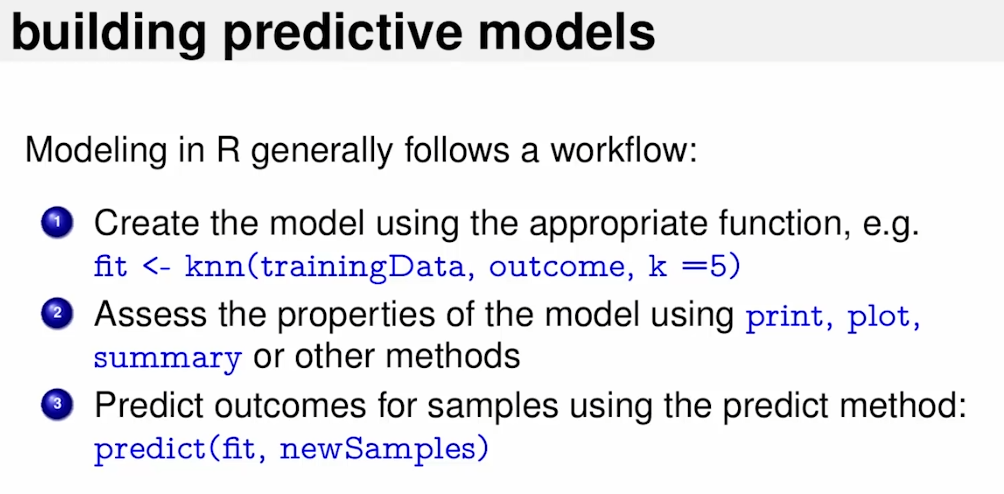 building predictive models
Modeling in R generally follows a workflow:
1 Create the model using the appropriate function, e.g.
fit <- knn(trainingData, outcome, k =5)
2 Assess the properties of the model using print, plot,
summary or other methods
3 Predict outcomes for samples using the predict method:
predict(fit, newSamples)